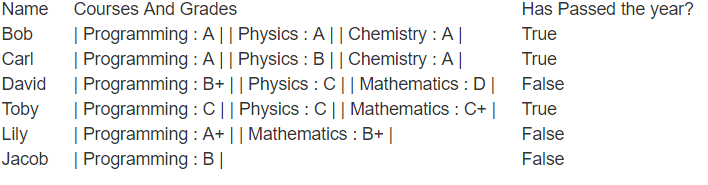 Name Courses And Grades Has Passed the year?
Bob | Programming : A | | Physics : A | | Chemistry : A | True
Carl | Programming : A | | Physics : B | | Chemistry : A | True
David | Programming : B+ | | Physics : C | | Mathematics : D | False
Toby | Programming : C | | Physics : C | | Mathematics : C+ | True
Lily | Programming : A+ | | Mathematics : B+ | False
Jacob | Programming : B | False